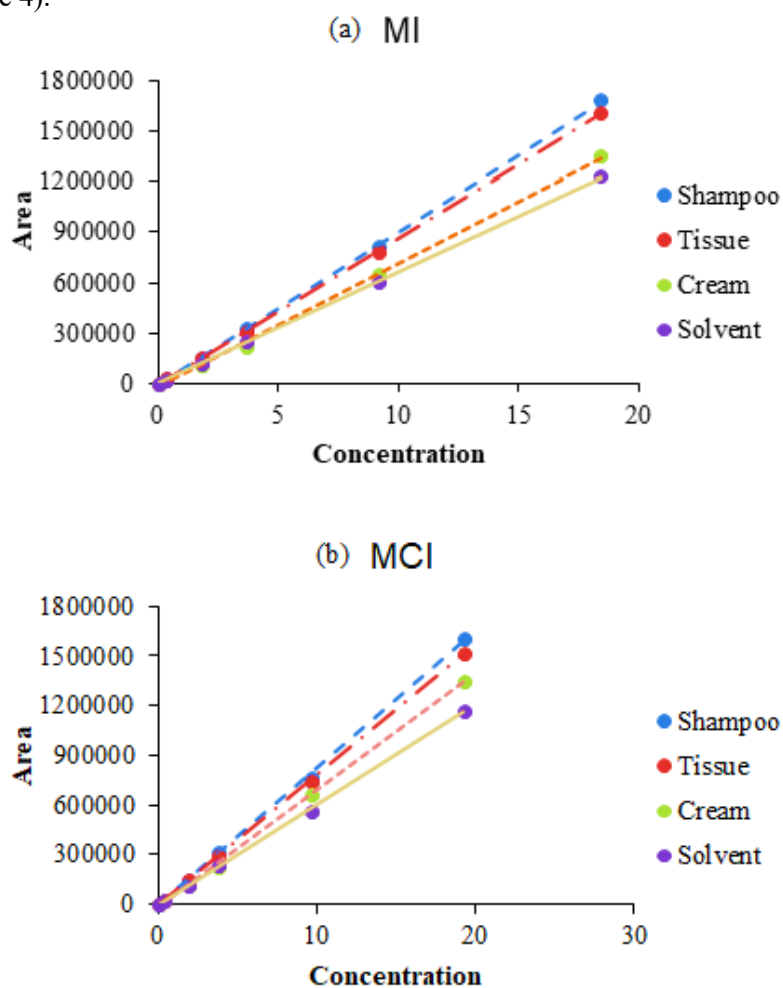 4).
(a) MI
1800000
1500000
1200000
900000
600000
300000
0
0 5 10 15 20
Area
Concentration
Shampoo
Tissue
Cream
Solvent
(b) MCI
1800000
1500000
1200000
900000
600000
300000
0
0 10 20 30
Area
Concentration
Shampoo
Tissue
Cream
Solvent